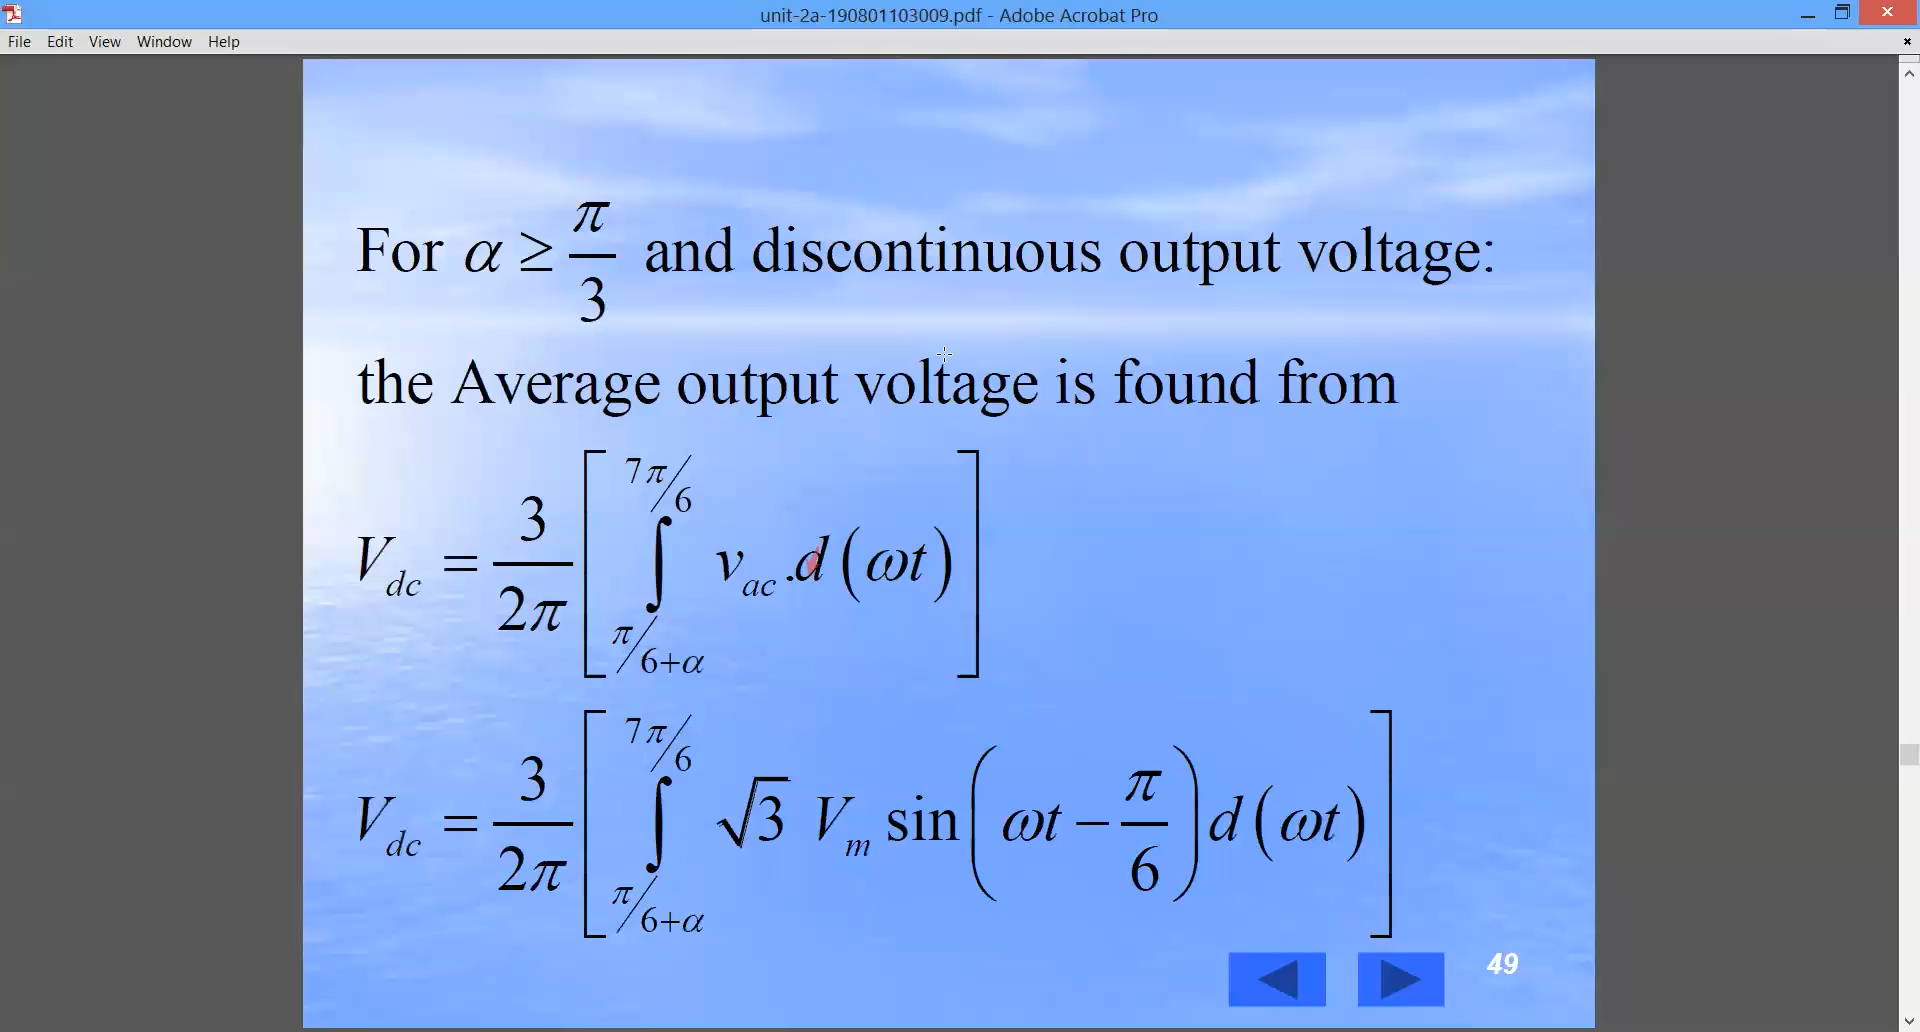 unit-2a-190801103009.pdf - Adobe Acrobat Pro
File Edit View Window Help
For α ≥ π/3 and discontinuous output voltage:
the Average output voltage is found from
V_dc = 3/2π [ ∫_{π/6+α}^{7π/6} v_ac.d(ωt) ]
V_dc = 3/2π [ ∫_{π/6+α}^{7π/6} √3 V_m sin(ωt − π/6) d(ωt) ]
49